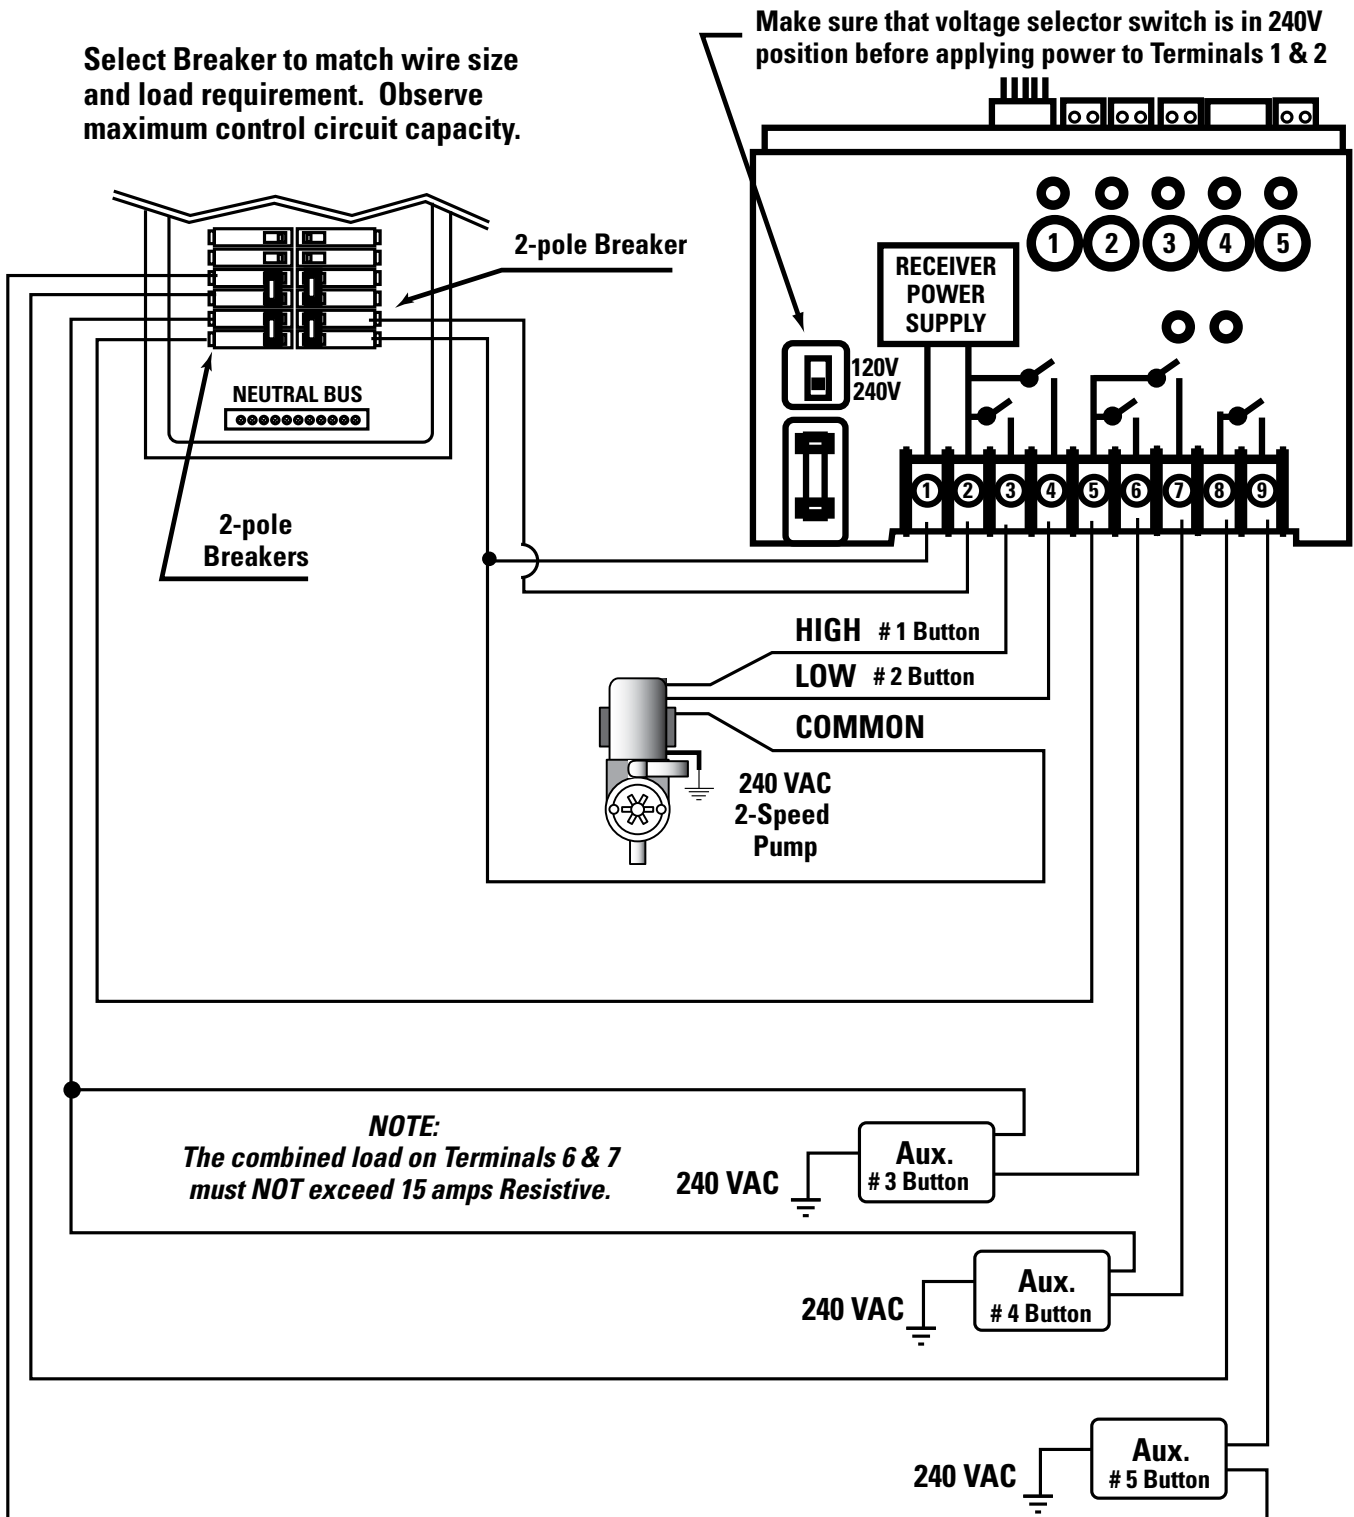 Make sure that voltage selector switch is in 240V
position before applying power to Terminals 1 & 2
Select Breaker to match wire size
and load requirement.  Observe
maximum control circuit capacity.
2-pole Breaker
1 2 3 4 5
RECEIVER
POWER
SUPPLY
120V
240V
NEUTRAL BUS
1 2 3 4 5 6 7 8 9
2-pole
Breakers
HIGH # 1 Button
LOW # 2 Button
COMMON
240 VAC
2-Speed
Pump
NOTE:
The combined load on Terminals 6 & 7
must NOT exceed 15 amps Resistive.
Aux.
# 3 Button
240 VAC
Aux.
# 4 Button
240 VAC
Aux.
# 5 Button
240 VAC